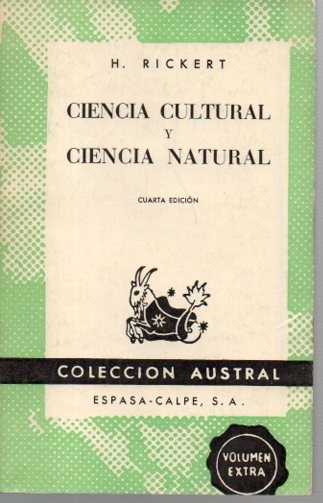 H. RICKERT
CIENCIA CULTURAL
Y
CIENCIA NATURAL
CUARTA EDICIÓN
COLECCION AUSTRAL
ESPASA-CALPE, S. A.
VOLUMEN
EXTRA